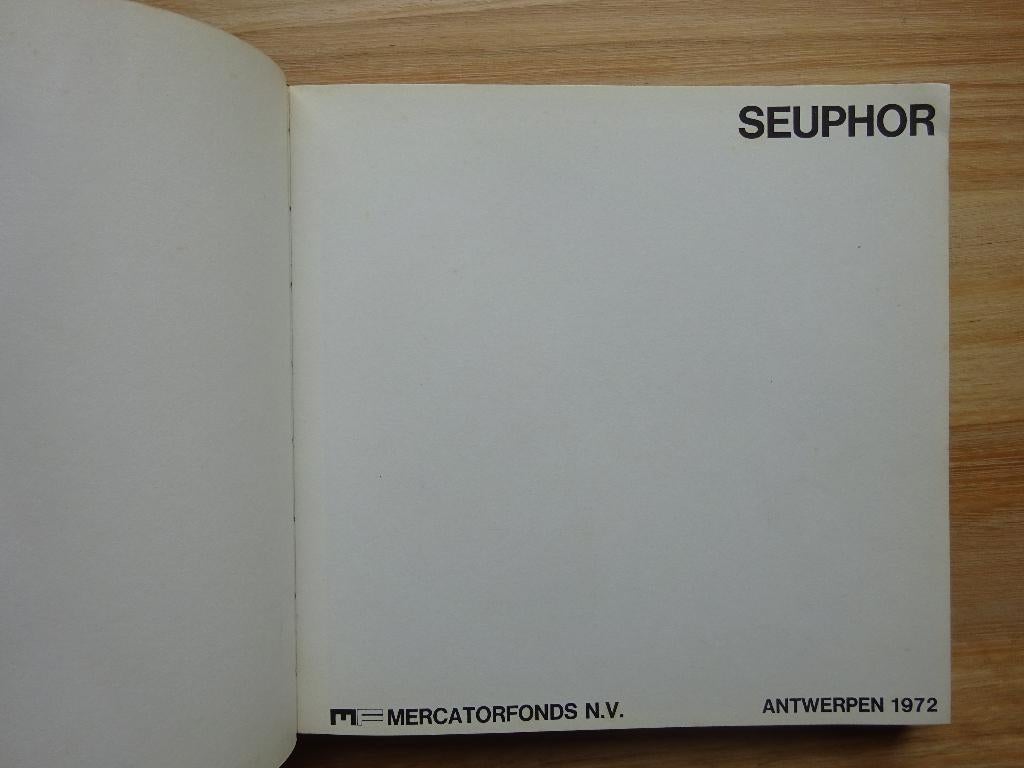 SEUPHOR
MERCATORFONDS N.V.
ANTWERPEN 1972